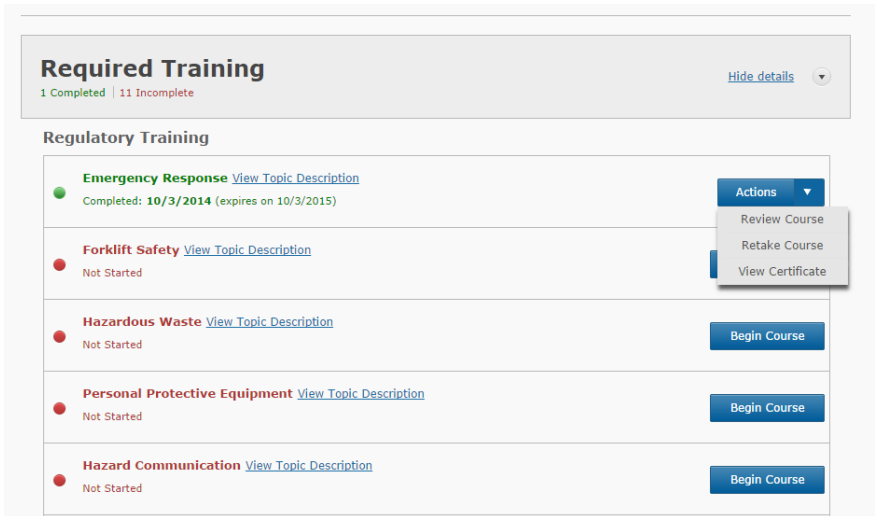 Required Training
1 Completed | 11 Incomplete
Hide details
Regulatory Training
Emergency Response View Topic Description
Completed: 10/3/2014 (expires on 10/3/2015)
Actions
Review Course
Retake Course
View Certificate
Forklift Safety View Topic Description
Not Started
Hazardous Waste View Topic Description
Not Started
Begin Course
Personal Protective Equipment View Topic Description
Not Started
Begin Course
Hazard Communication View Topic Description
Not Started
Begin Course